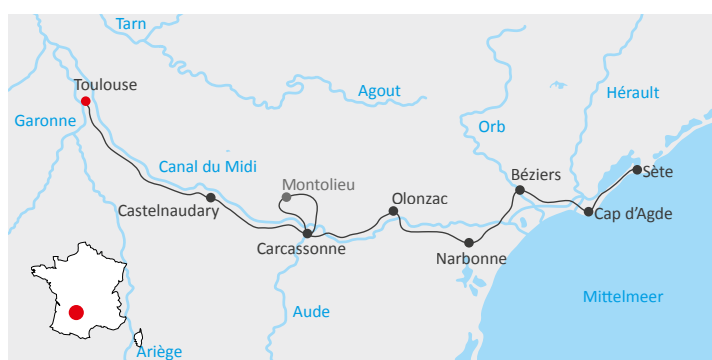 Tarn
Toulouse
Agout
Hérault
Garonne
Orb
Canal du Midi
Béziers
Sète
Montolieu
Olonzac
Castelnaudary
Cap d'Agde
Carcassonne
Narbonne
Mittelmeer
Aude
Ariège